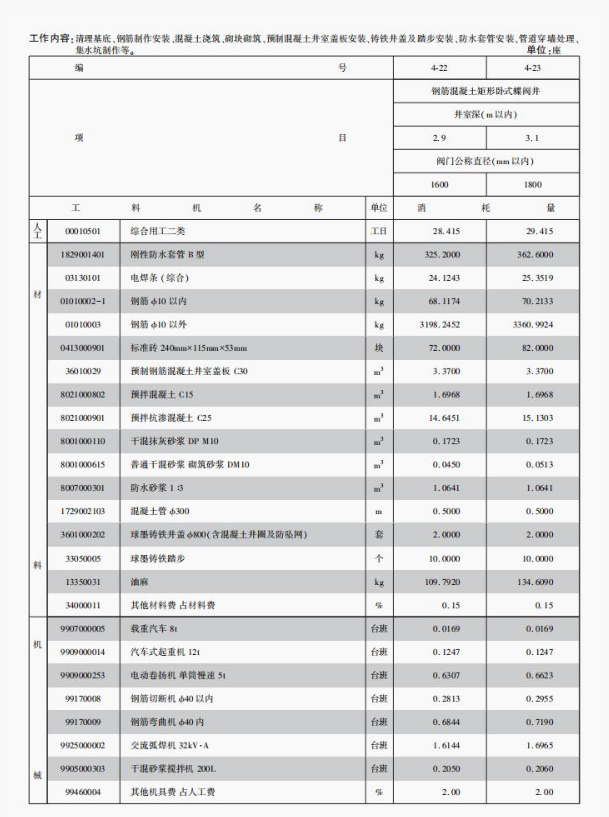 工作内容:清理基底、钢筋制作安装、混凝土浇筑、砌块砌筑、预制混凝土井室盖板安装、铸铁井盖及踏步安装、防水套管安装、管道穿墙处理、
集水坑制作等。 单位:座
编 号 4-22 4-23
项 目 钢筋混凝土矩形卧式蝶阀井
井室深(m以内)
2.9 3.1
阀门公称直径(mm以内)
1600 1800
工 料 机 名 称 单位 消 耗 量
人工 00010501 综合用工二类 工日 28.415 29.415
材料 1829001401 刚性防水套管 B 型 kg 325.2000 362.6000
03130101 电焊条(综合) kg 24.1243 25.3519
01010002-1 钢筋 ϕ10 以内 kg 68.1174 70.2133
01010003 钢筋 ϕ10 以外 kg 3198.2452 3360.9924
0413000901 标准砖 240mm×115mm×53mm 块 72.0000 82.0000
36010029 预制钢筋混凝土井室盖板 C30 m³ 3.3700 3.3700
8021000802 预拌混凝土 C15 m³ 1.6968 1.6968
8021000901 预拌抗渗混凝土 C25 m³ 14.6451 15.1303
8001000110 干混抹灰砂浆 DP M10 m³ 0.1723 0.1723
8001000615 普通干混砂浆 砌筑砂浆 DM10 m³ 0.0450 0.0513
8007000301 防水砂浆 1:3 m³ 1.0641 1.0641
1729002103 混凝土管 ϕ300 m 0.5000 0.5000
3601000202 球墨铸铁井盖 ϕ800(含混凝土井圈及防坠网) 套 2.0000 2.0000
33050005 球墨铸铁踏步 个 10.0000 10.0000
13350031 油麻 kg 109.7920 134.6090
34000011 其他材料费 占材料费 % 0.15 0.15
机械 9907000005 载重汽车 8t 台班 0.0169 0.0169
9909000014 汽车式起重机 12t 台班 0.1247 0.1247
9909000253 电动卷扬机 单筒慢速 5t 台班 0.6307 0.6623
99170008 钢筋切断机 ϕ40 以内 台班 0.2813 0.2955
99170009 钢筋弯曲机 ϕ40 内 台班 0.6844 0.7190
9925000002 交流弧焊机 32kV·A 台班 1.6144 1.6965
9905000303 干混砂浆搅拌机 200L 台班 0.2050 0.2060
99460004 其他机具费 占人工费 % 2.00 2.00